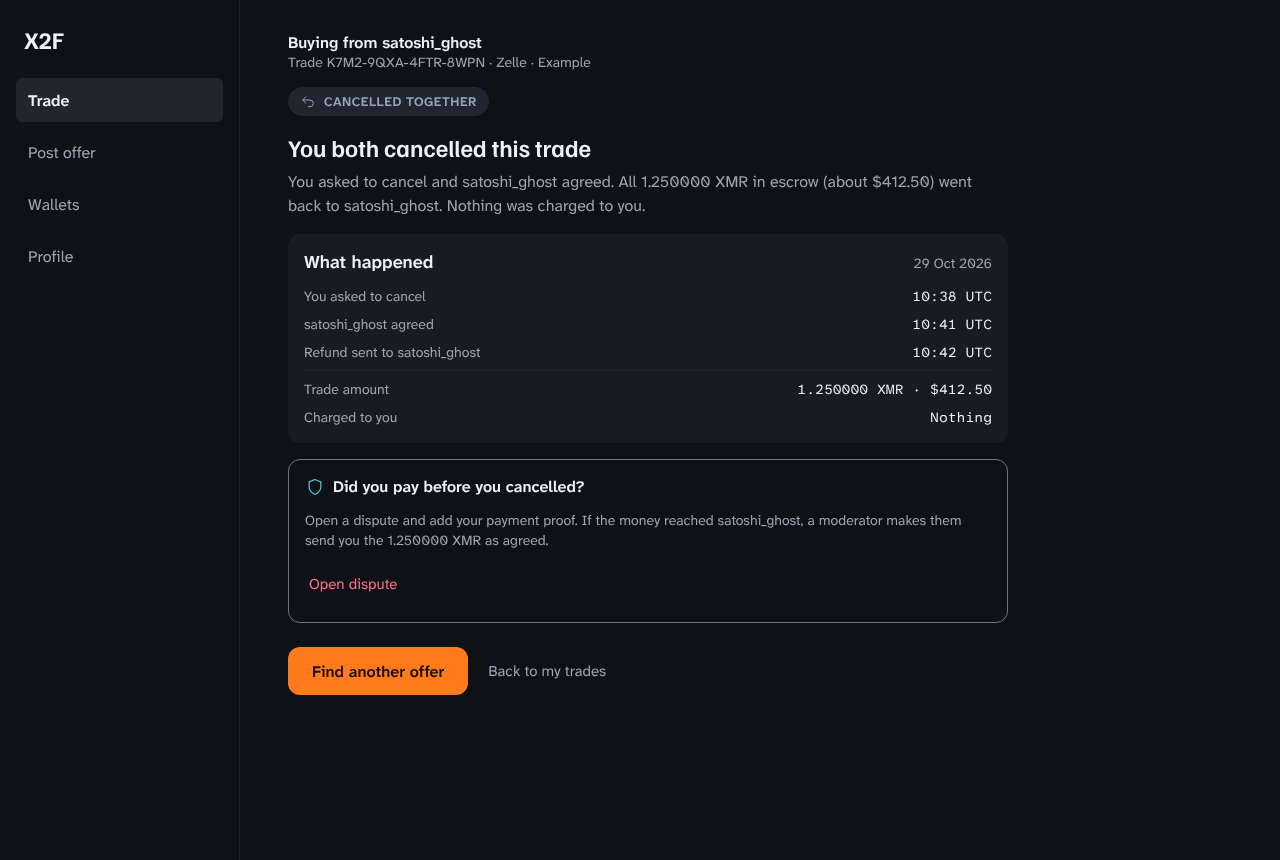 X2F
Trade
Post offer
Wallets
Profile
Buying from satoshi_ghost
Trade K7M2-9QXA-4FTR-8WPN · Zelle · Example
CANCELLED TOGETHER
You both cancelled this trade
You asked to cancel and satoshi_ghost agreed. All 1.250000 XMR in escrow (about $412.50) went
back to satoshi_ghost. Nothing was charged to you.
What happened
29 Oct 2026
You asked to cancel
10:38 UTC
satoshi_ghost agreed
10:41 UTC
Refund sent to satoshi_ghost
10:42 UTC
Trade amount
1.250000 XMR · $412.50
Charged to you
Nothing
Did you pay before you cancelled?
Open a dispute and add your payment proof. If the money reached satoshi_ghost, a moderator makes them
send you the 1.250000 XMR as agreed.
Open dispute
Find another offer
Back to my trades